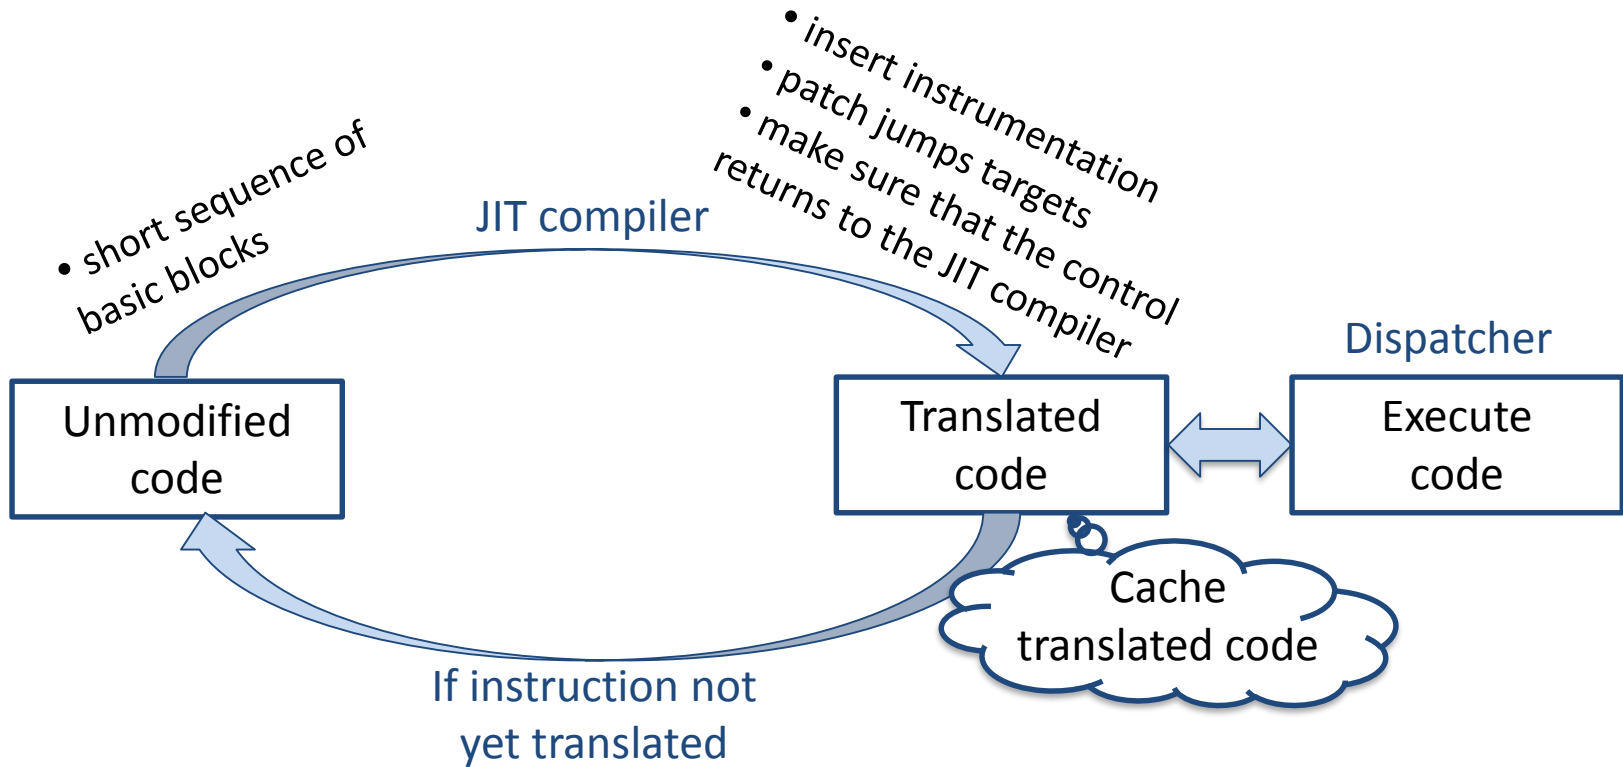 • short sequence of
basic blocks
JIT compiler
• insert instrumentation
• patch jumps targets
• make sure that the control
returns to the JIT compiler
Dispatcher
Unmodified
code
Translated
code
Execute
code
Cache
translated code
If instruction not
yet translated